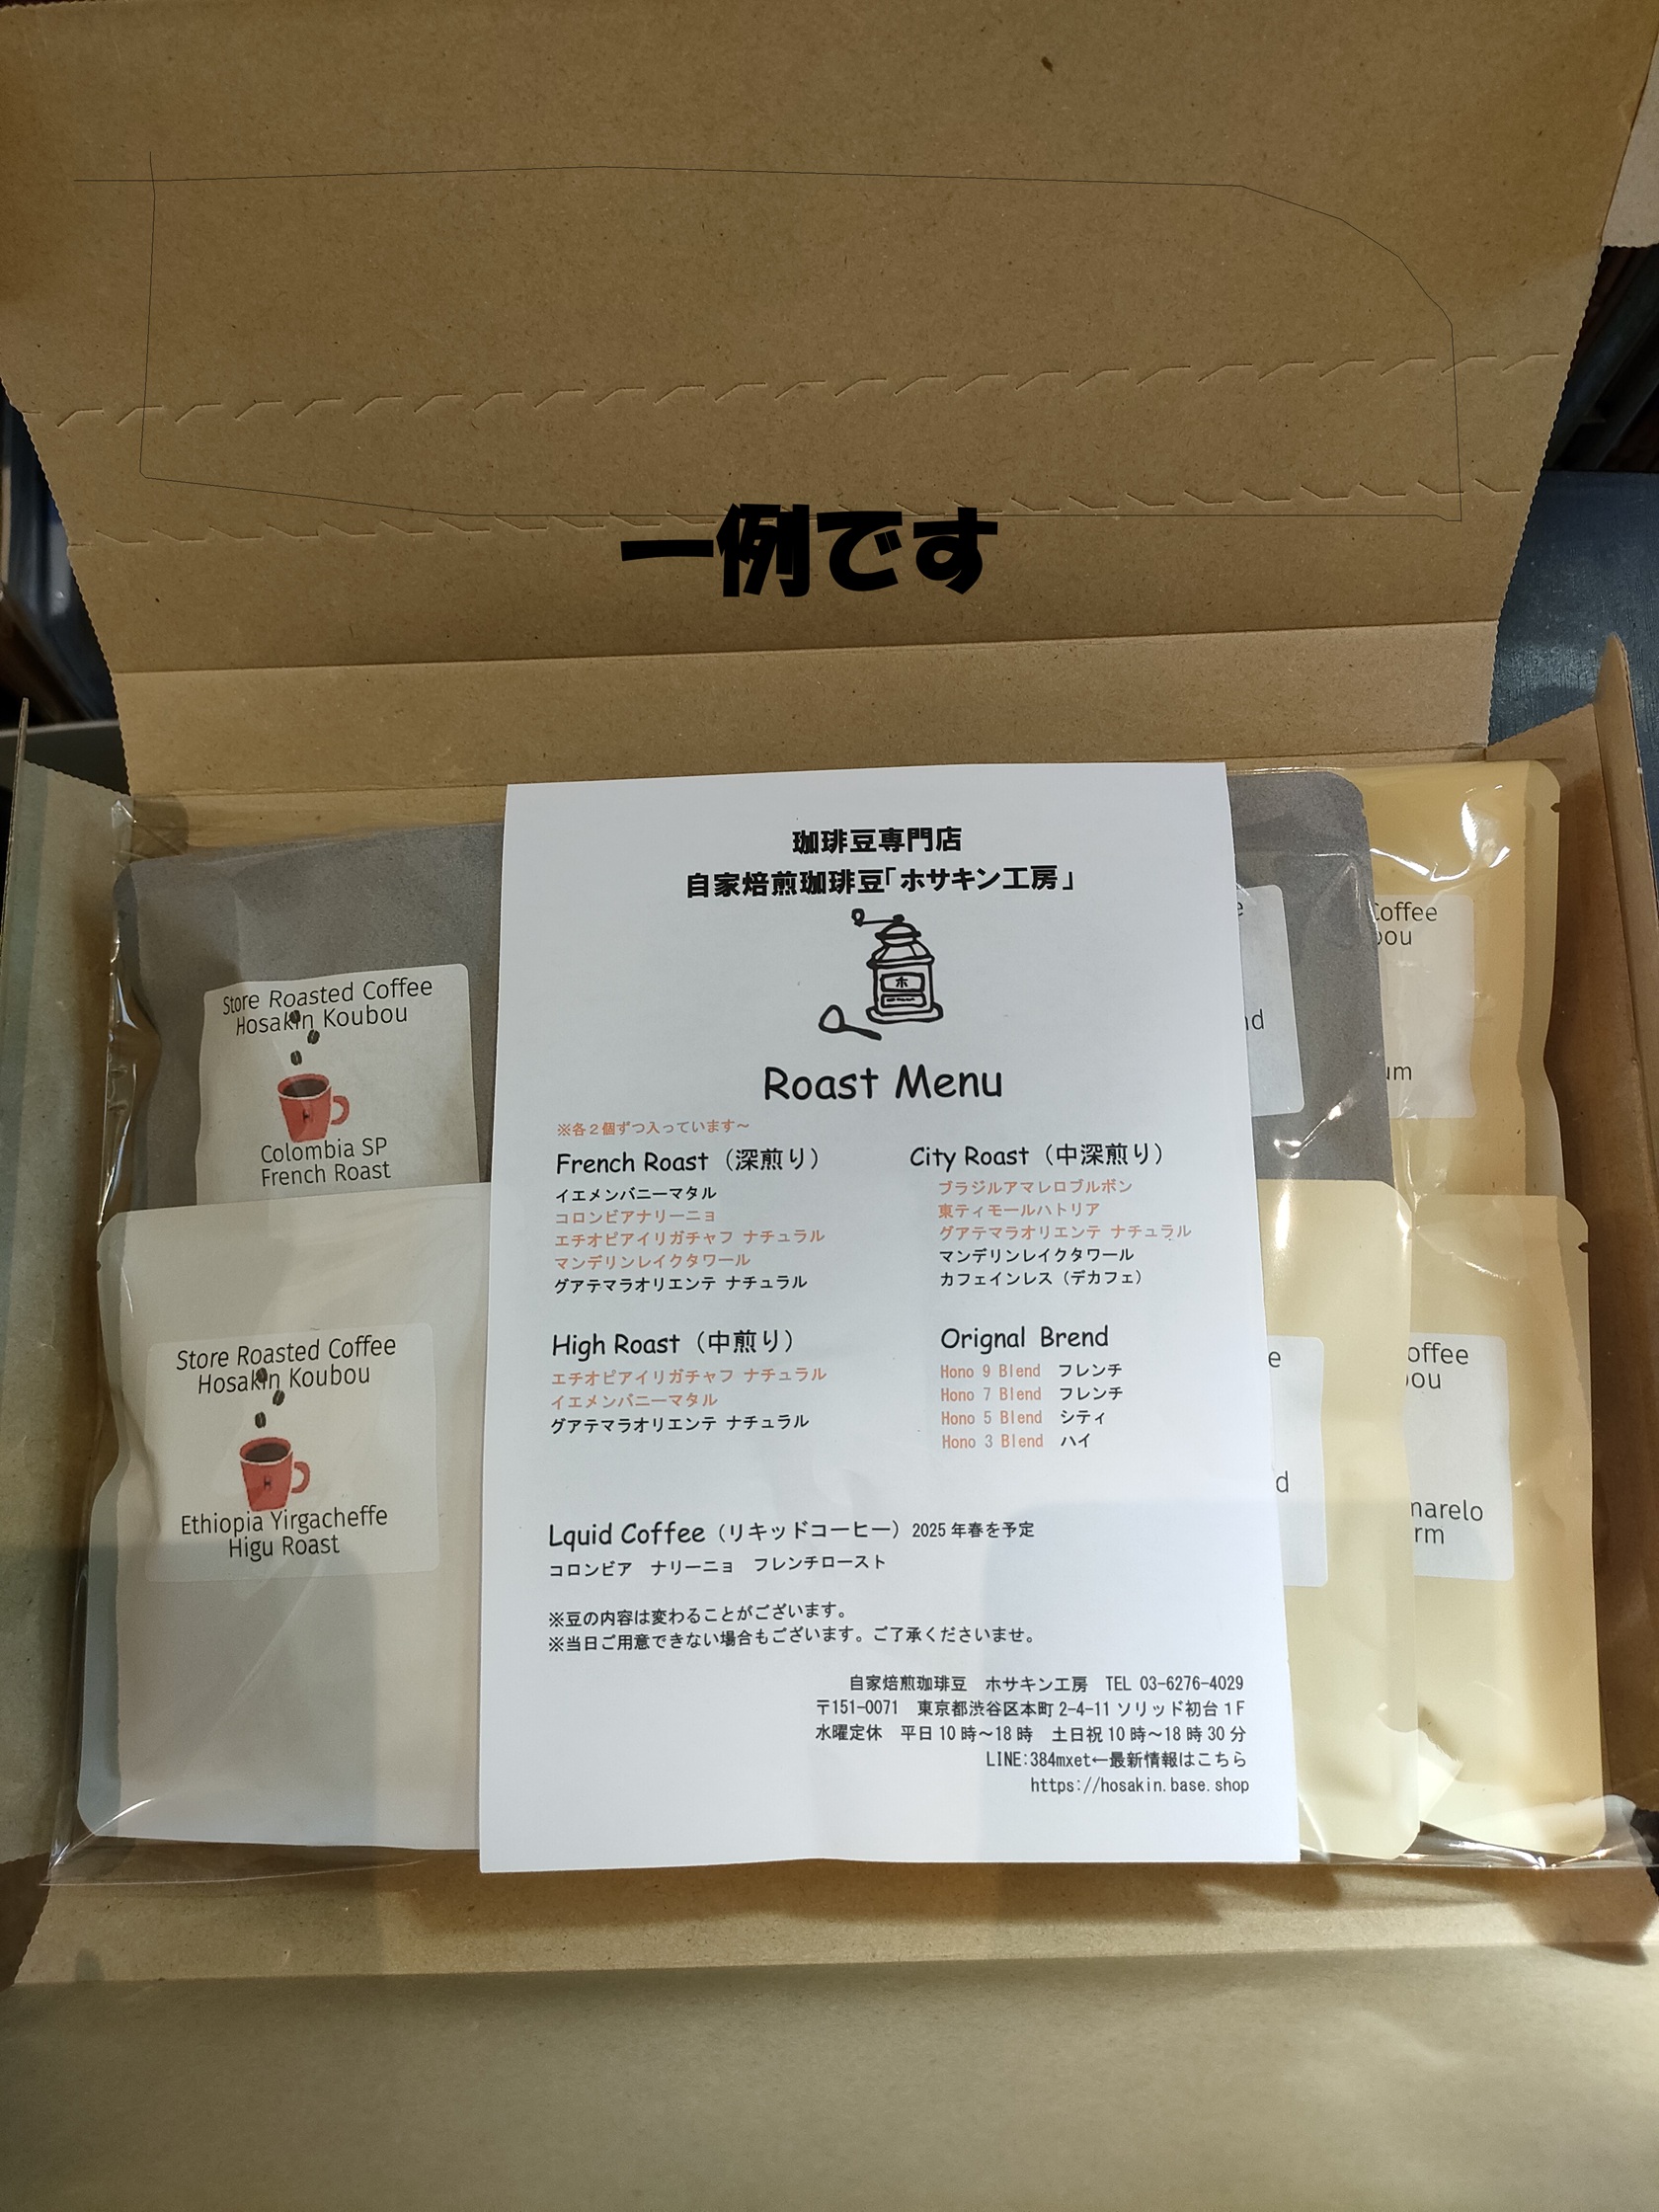 一例です
珈琲豆専門店
自家焙煎珈琲豆「ホサキン工房」
ホ
Roast Menu
※各２個ずつ入っています～
French Roast（深煎り）
イエメンバニーマタル
コロンビアナリーニョ
エチオピアイリガチャフ ナチュラル
マンデリンレイクタワール
グアテマラオリエンテ ナチュラル
City Roast（中深煎り）
ブラジルアマレロブルボン
東ティモールハトリア
グアテマラオリエンテ ナチュラル
マンデリンレイクタワール
カフェインレス（デカフェ）
High Roast（中煎り）
エチオピアイリガチャフ ナチュラル
イエメンバニーマタル
グアテマラオリエンテ ナチュラル
Orignal Brend
Hono 9 Blend フレンチ
Hono 7 Blend フレンチ
Hono 5 Blend シティ
Hono 3 Blend ハイ
Lquid Coffee（リキッドコーヒー）2025 年春を予定
コロンビア ナリーニョ フレンチロースト
※豆の内容は変わることがございます。
※当日ご用意できない場合もございます。ご了承くださいませ。
自家焙煎珈琲豆 ホサキン工房 TEL 03-6276-4029
〒151-0071 東京都渋谷区本町 2-4-11 ソリッド初台 1F
水曜定休 平日 10 時～18 時 土日祝 10 時～18 時 30 分
LINE:384mxet←最新情報はこちら
https://hosakin.base.shop
Store Roasted Coffee
Hosakin Koubou
H
Colombia SP
French Roast
Store Roasted Coffee
Hosakin Koubou
H
Ethiopia Yirgacheffe
Higu Roast
Coffee